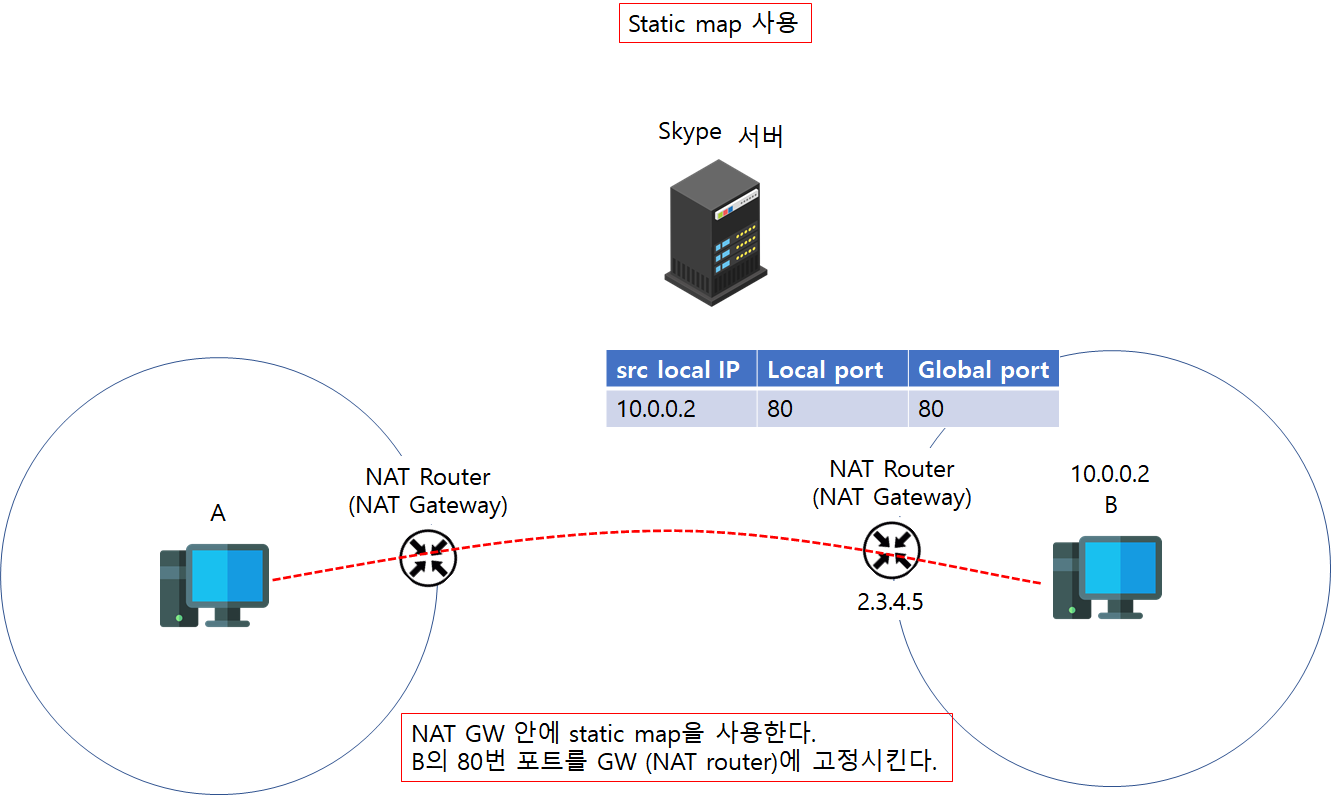 Static map 사용
Skype 서버
src local IP Local port Global port
10.0.0.2 80 80
NAT Router
(NAT Gateway)
A
NAT Router
(NAT Gateway)
2.3.4.5
10.0.0.2
B
NAT GW 안에 static map을 사용한다.
B의 80번 포트를 GW (NAT router)에 고정시킨다.